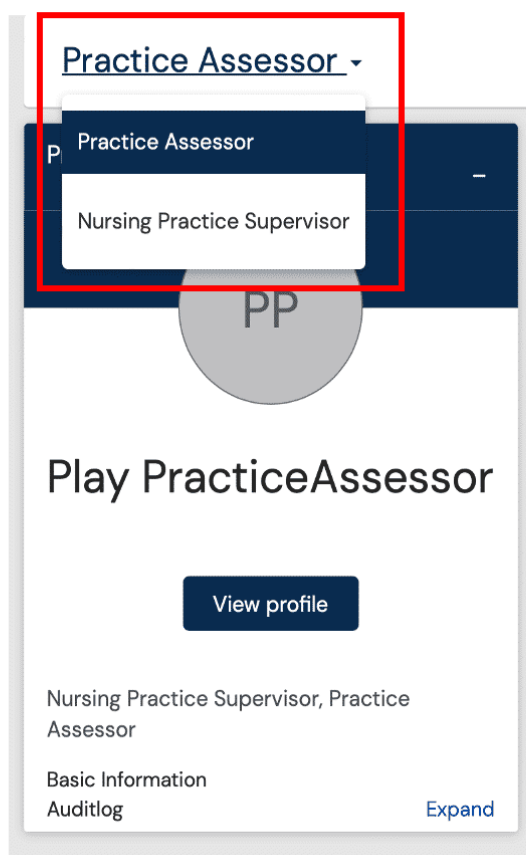 Practice Assessor
Practice Assessor
Nursing Practice Supervisor
PP
Play PracticeAssessor
View profile
Nursing Practice Supervisor, Practice
Assessor
Basic Information
Auditlog
Expand